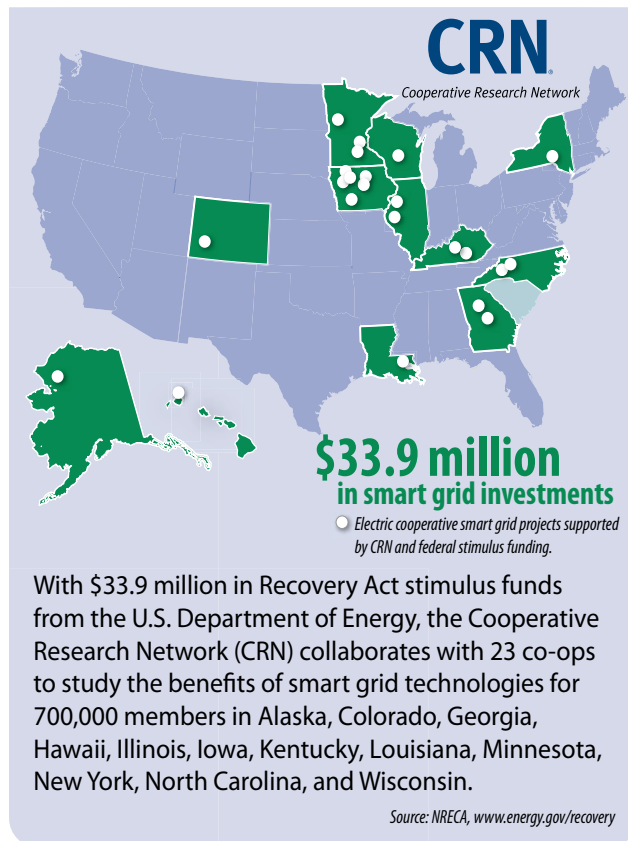 CRN®
Cooperative Research Network
$33.9 million
in smart grid investments
Electric cooperative smart grid projects supported
by CRN and federal stimulus funding.
With $33.9 million in Recovery Act stimulus funds
from the U.S. Department of Energy, the Cooperative
Research Network (CRN) collaborates with 23 co-ops
to study the benefits of smart grid technologies for
700,000 members in Alaska, Colorado, Georgia,
Hawaii, Illinois, Iowa, Kentucky, Louisiana, Minnesota,
New York, North Carolina, and Wisconsin.
Source: NRECA, www.energy.gov/recovery